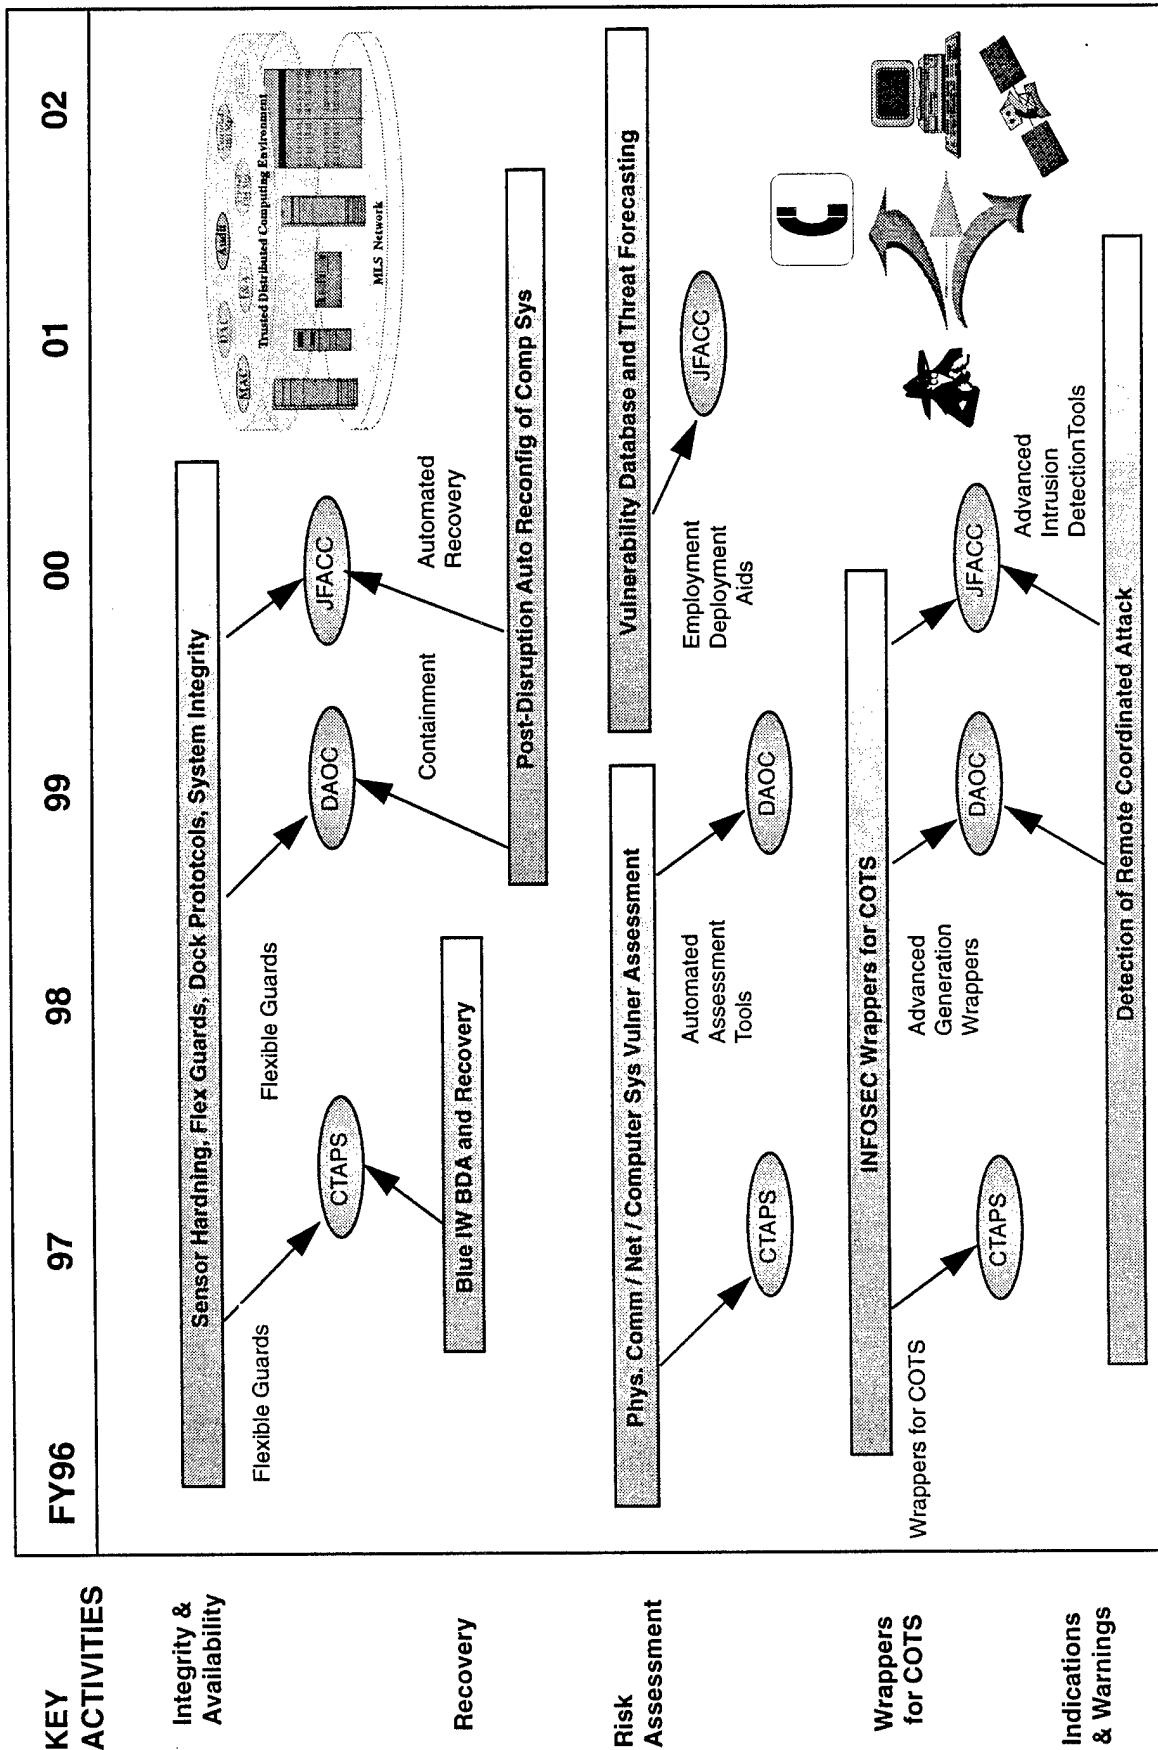 KEY
ACTIVITIES
FY96
97
98
99
00
01
02
Integrity &
Availability
Sensor Hardning, Flex Guards, Dock Prototcols, System Integrity
Flexible Guards
Flexible Guards
CTAPS
DAOC
JFACC
Containment
Automated
Recovery
MAC
DAC
I&A
Audit
Trusted Distributed Computing Environment
MLS Network
Recovery
Blue IW BDA and Recovery
Post-Disruption Auto Reconfig of Comp Sys
Risk
Assessment
Phys, Comm / Net / Computer Sys Vulner Assessment
Vulnerability Database and Threat Forecasting
Automated
Assessment
Tools
Employment
Deployment
Aids
CTAPS
DAOC
JFACC
Wrappers
for COTS
INFOSEC Wrappers for COTS
Wrappers for COTS
Advanced
Generation
Wrappers
CTAPS
DAOC
JFACC
Advanced
Intrusion
DetectionTools
Indications
& Warnings
Detection of Remote Coordinated Attack